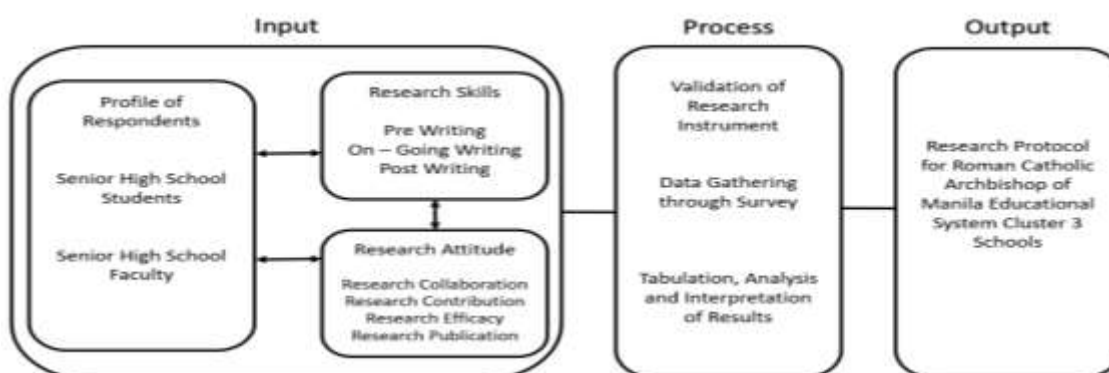 Input
Profile of
Respondents
Senior High School
Students
Senior High School
Faculty
Research Skills
Pre Writing
On – Going Writing
Post Writing
Research Attitude
Research Collaboration
Research Contribution
Research Efficacy
Research Publication
Process
Validation of
Research
Instrument
Data Gathering
through Survey
Tabulation, Analysis
and Interpretation
of Results
Output
Research Protocol
for Roman Catholic
Archbishop of
Manila Educational
System Cluster 3
Schools